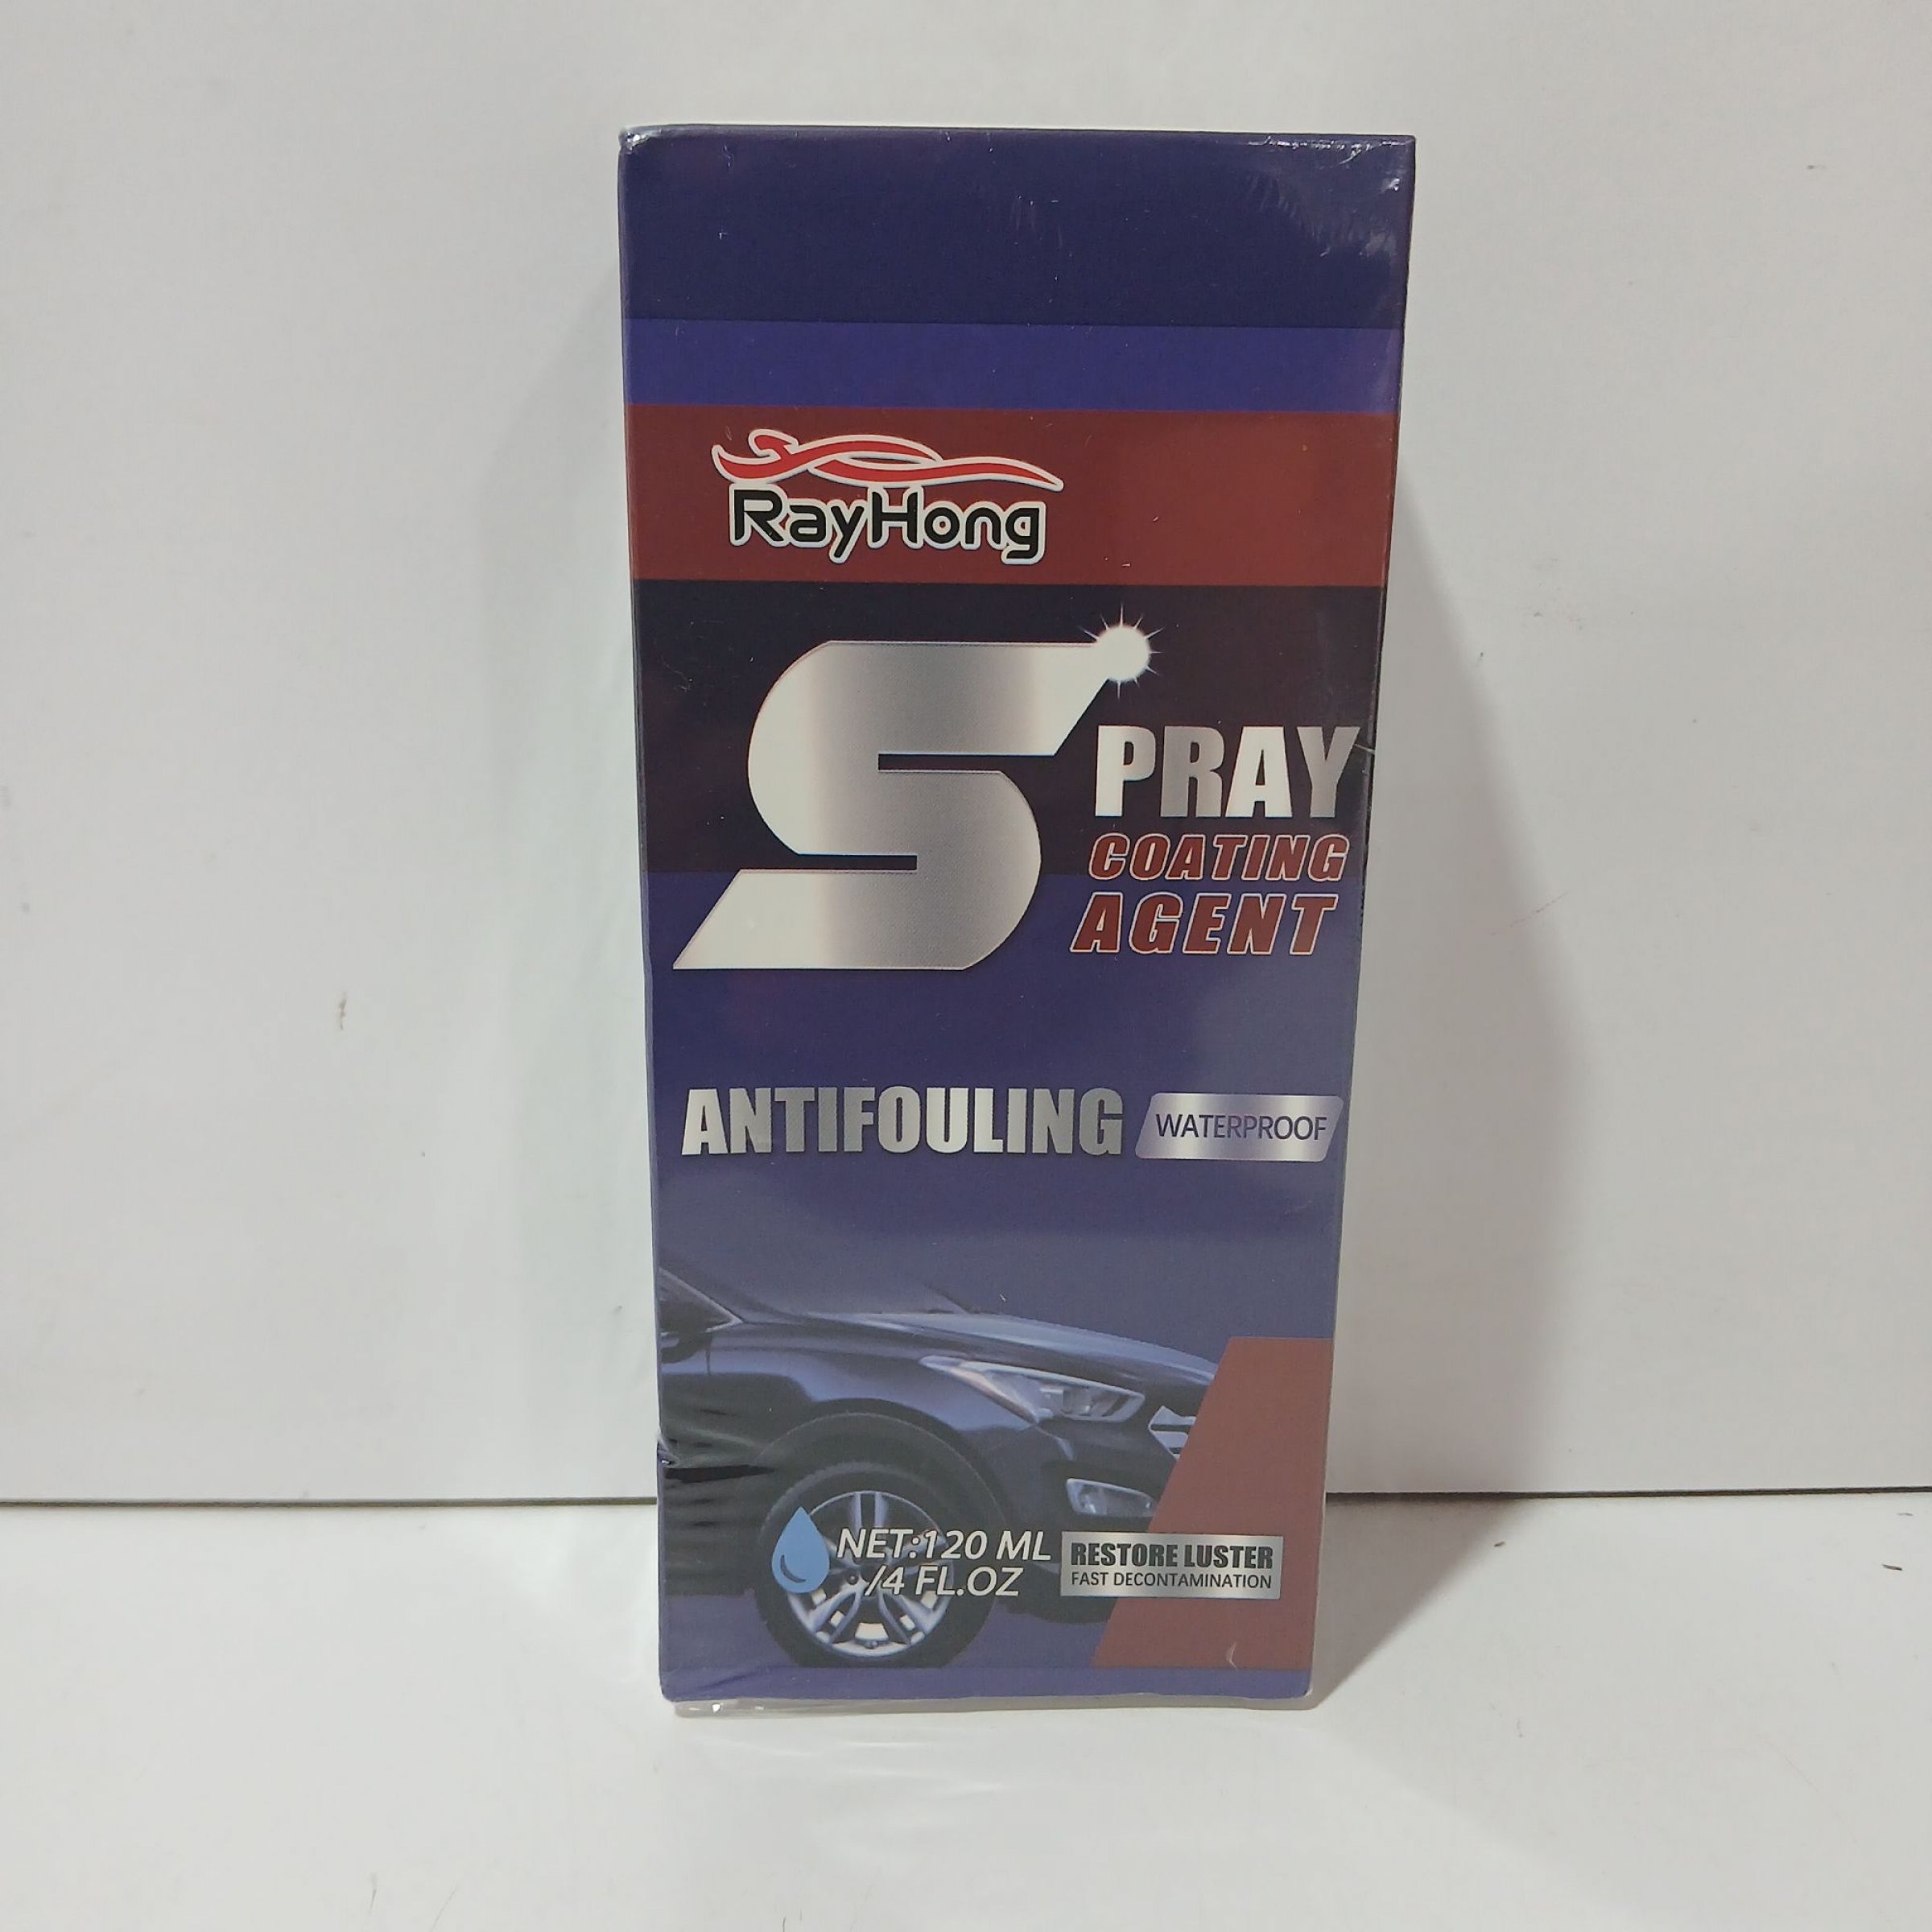 RayHong
SPRAY
COATING
AGENT
ANTIFOULING WATERPROOF
NET:120 ML
/4 FL.OZ
RESTORE LUSTER
FAST DECONTAMINATION